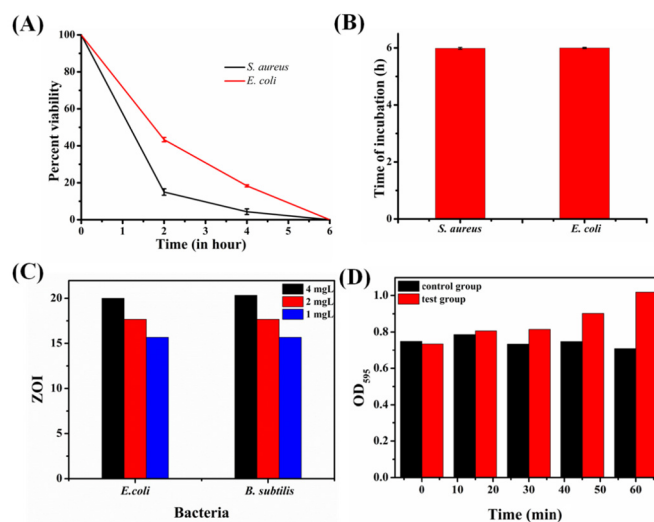 (A)
100
80
60
40
20
0
Percent viability
S. aureus
E. coli
0 1 2 3 4 5 6
Time (in hour)
(B)
6
3
0
Time of incubation (h)
S. aureus E. coli
(C)
20
15
10
5
0
ZOI
4 mgL
2 mgL
1 mgL
E.coli B. subtilis
Bacteria
(D)
control group
test group
1.0
0.8
0.6
0.4
0.2
0.0
OD595
0 10 20 30 40 50 60
Time (min)